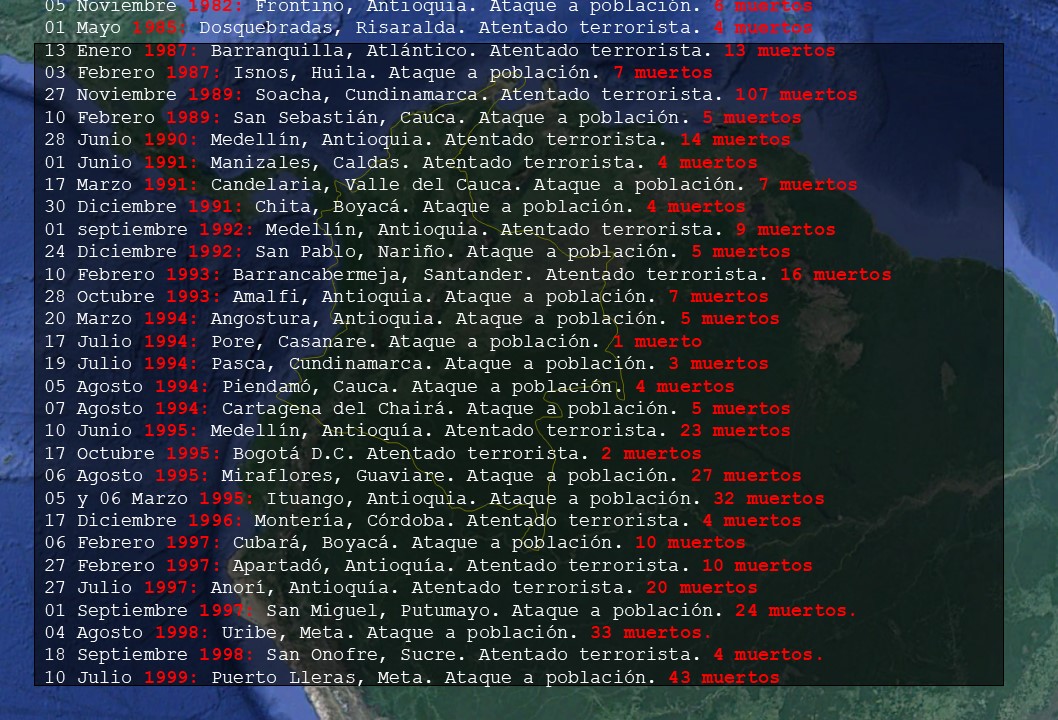 05 Noviembre 1982: Frontino, Antioquia. Ataque a población. 6 muertos
01 Mayo 1985: Dosquebradas, Risaralda. Atentado terrorista. 4 muertos
13 Enero 1987: Barranquilla, Atlántico. Atentado terrorista. 13 muertos
03 Febrero 1987: Isnos, Huila. Ataque a población. 7 muertos
27 Noviembre 1989: Soacha, Cundinamarca. Atentado terrorista. 107 muertos
10 Febrero 1989: San Sebastián, Cauca. Ataque a población. 5 muertos
28 Junio 1990: Medellín, Antioquia. Atentado terrorista. 14 muertos
01 Junio 1991: Manizales, Caldas. Atentado terrorista. 4 muertos
17 Marzo 1991: Candelaria, Valle del Cauca. Ataque a población. 7 muertos
30 Diciembre 1991: Chita, Boyacá. Ataque a población. 4 muertos
01 septiembre 1992: Medellín, Antioquia. Atentado terrorista. 9 muertos
24 Diciembre 1992: San Pablo, Nariño. Ataque a población. 5 muertos
10 Febrero 1993: Barrancabermeja, Santander. Atentado terrorista. 16 muertos
28 Octubre 1993: Amalfi, Antioquia. Ataque a población. 7 muertos
20 Marzo 1994: Angostura, Antioquia. Ataque a población. 5 muertos
17 Julio 1994: Pore, Casanare. Ataque a población. 1 muerto
19 Julio 1994: Pasca, Cundinamarca. Ataque a población. 3 muertos
05 Agosto 1994: Piendamó, Cauca. Ataque a población. 4 muertos
07 Agosto 1994: Cartagena del Chairá. Ataque a población. 5 muertos
10 Junio 1995: Medellín, Antioquía. Atentado terrorista. 23 muertos
17 Octubre 1995: Bogotá D.C. Atentado terrorista. 2 muertos
06 Agosto 1995: Miraflores, Guaviare. Ataque a población. 27 muertos
05 y 06 Marzo 1995: Ituango, Antioquia. Ataque a población. 32 muertos
17 Diciembre 1996: Montería, Córdoba. Atentado terrorista. 4 muertos
06 Febrero 1997: Cubará, Boyacá. Ataque a población. 10 muertos
27 Febrero 1997: Apartadó, Antioquía. Atentado terrorista. 10 muertos
27 Julio 1997: Anorí, Antioquía. Atentado terrorista. 20 muertos
01 Septiembre 1997: San Miguel, Putumayo. Ataque a población. 24 muertos.
04 Agosto 1998: Uribe, Meta. Ataque a población. 33 muertos.
18 Septiembre 1998: San Onofre, Sucre. Atentado terrorista. 4 muertos.
10 Julio 1999: Puerto Lleras, Meta. Ataque a población. 43 muertos